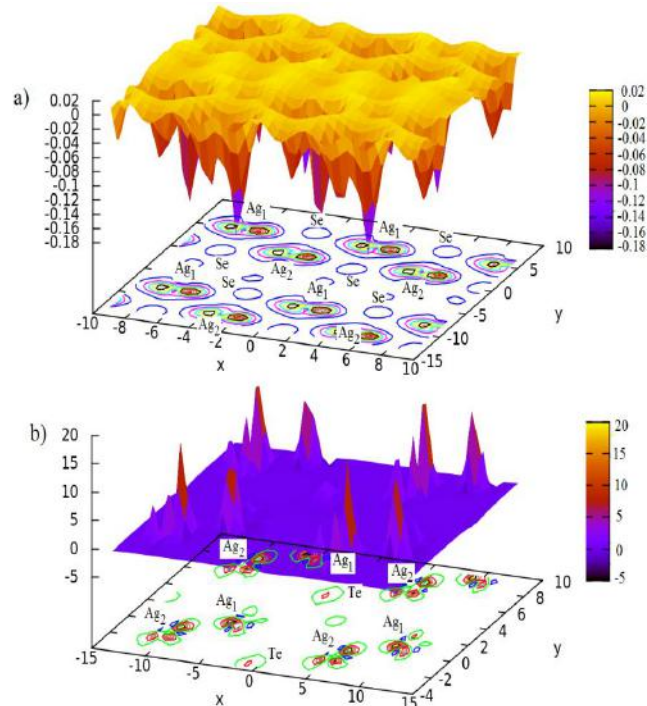 a)
0.02
0
-0.02
-0.04
-0.06
-0.08
-0.1
-0.12
-0.14
-0.16
-0.18
0.02
0
-0.02
-0.04
-0.06
-0.08
-0.1
-0.12
-0.14
-0.16
-0.18
Ag1
Se
Ag1
Se
Se
Ag2
Se
Ag1
Se
Ag1
Se
Ag2
Ag2
Ag2
-10 -8 -6 -4 -2 0 2 4 6 8 10
x
-15 -10 -5 0 5 10
y
b)
20
15
10
5
0
-5
20
15
10
5
0
-5
Ag2
Ag1
Ag2
Te
Ag2
Ag1
Ag2
Ag1
Te
-15 -10 -5 0 5 10 15
x
-4 -2 0 2 4 6 8 10
y